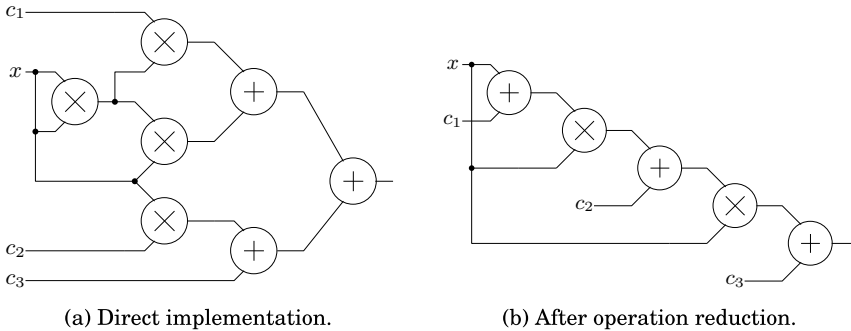 c1
x
×
×
+
×
+
×
c2
+
c3
(a) Direct implementation.
x
+
c1
×
+
c2
×
+
c3
(b) After operation reduction.